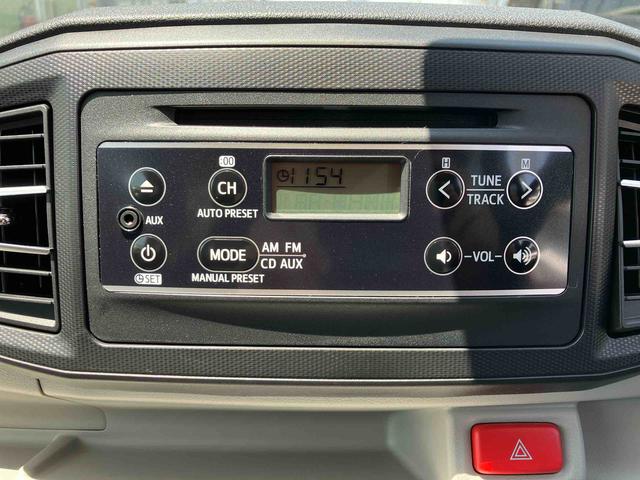 :00
H
M
1154
CH
TUNE
TRACK
AUTO PRESET
AUX
MODE
AM FM
CD AUX
-VOL-
SET
MANUAL PRESET